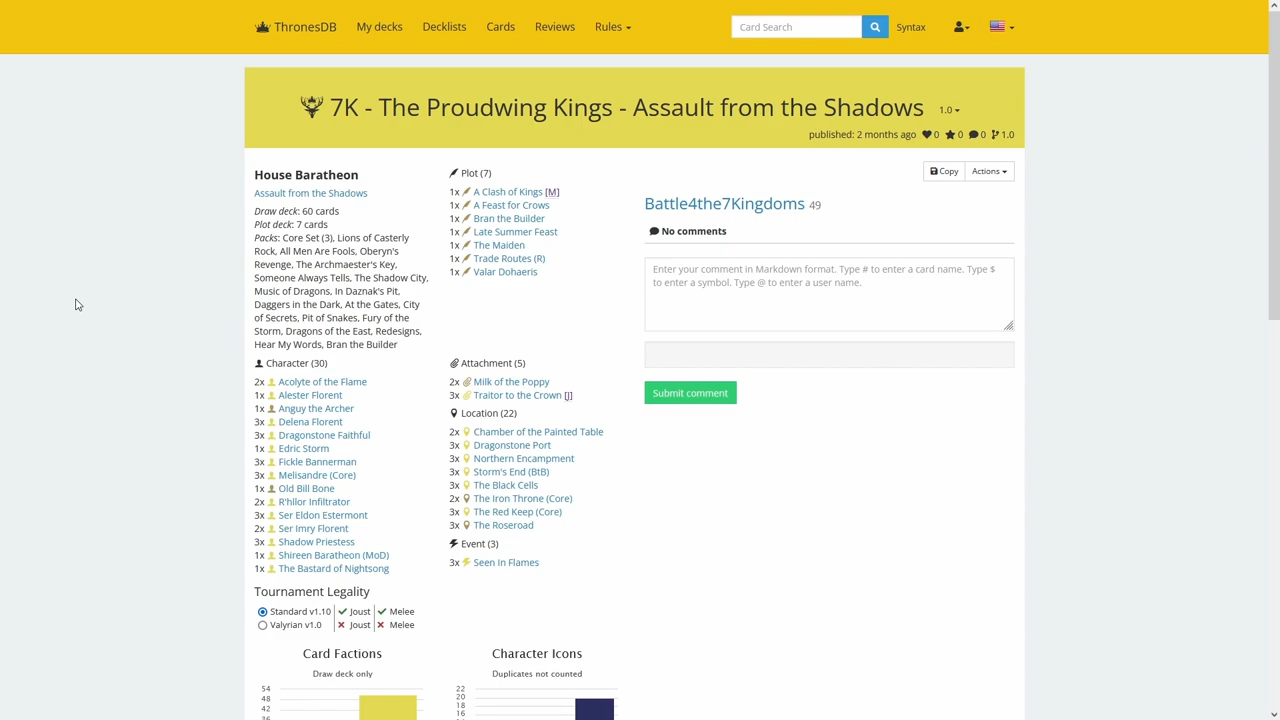 ThronesDB My decks Decklists Cards Reviews Rules Card Search Syntax
7K - The Proudwing Kings - Assault from the Shadows 1.0
published: 2 months ago 0 0 0 1.0
House Baratheon
Assault from the Shadows
Draw deck: 60 cards
Plot deck: 7 cards
Packs: Core Set (3), Lions of Casterly
Rock, All Men Are Fools, Oberyn's
Revenge, The Archmaester's Key,
Someone Always Tells, The Shadow City,
Music of Dragons, In Daznak's Pit,
Daggers in the Dark, At the Gates, City
of Secrets, Pit of Snakes, Fury of the
Storm, Dragons of the East, Redesigns,
Hear My Words, Bran the Builder
Plot (7)
1x A Clash of Kings [M]
1x A Feast for Crows
1x Bran the Builder
1x Late Summer Feast
1x The Maiden
1x Trade Routes (R)
1x Valar Dohaeris
Copy Actions
Battle4the7Kingdoms 49
No comments
Enter your comment in Markdown format. Type # to enter a card name. Type $
to enter a symbol. Type @ to enter a user name.
Submit comment
Character (30)
2x Acolyte of the Flame
1x Alester Florent
1x Anguy the Archer
3x Delena Florent
3x Dragonstone Faithful
1x Edric Storm
3x Fickle Bannerman
3x Melisandre (Core)
1x Old Bill Bone
2x R'hllor Infiltrator
3x Ser Eldon Estermont
2x Ser Imry Florent
3x Shadow Priestess
1x Shireen Baratheon (MoD)
1x The Bastard of Nightsong
Attachment (5)
2x Milk of the Poppy
3x Traitor to the Crown [J]
Location (22)
2x Chamber of the Painted Table
3x Dragonstone Port
3x Northern Encampment
3x Storm's End (BtB)
3x The Black Cells
2x The Iron Throne (Core)
3x The Red Keep (Core)
3x The Roseroad
Event (3)
3x Seen In Flames
Tournament Legality
Standard v1.10 Joust Melee
Valyrian v1.0 Joust Melee
Card Factions
Draw deck only
54
48
42
36
Character Icons
Duplicates not counted
22
20
18
16
14